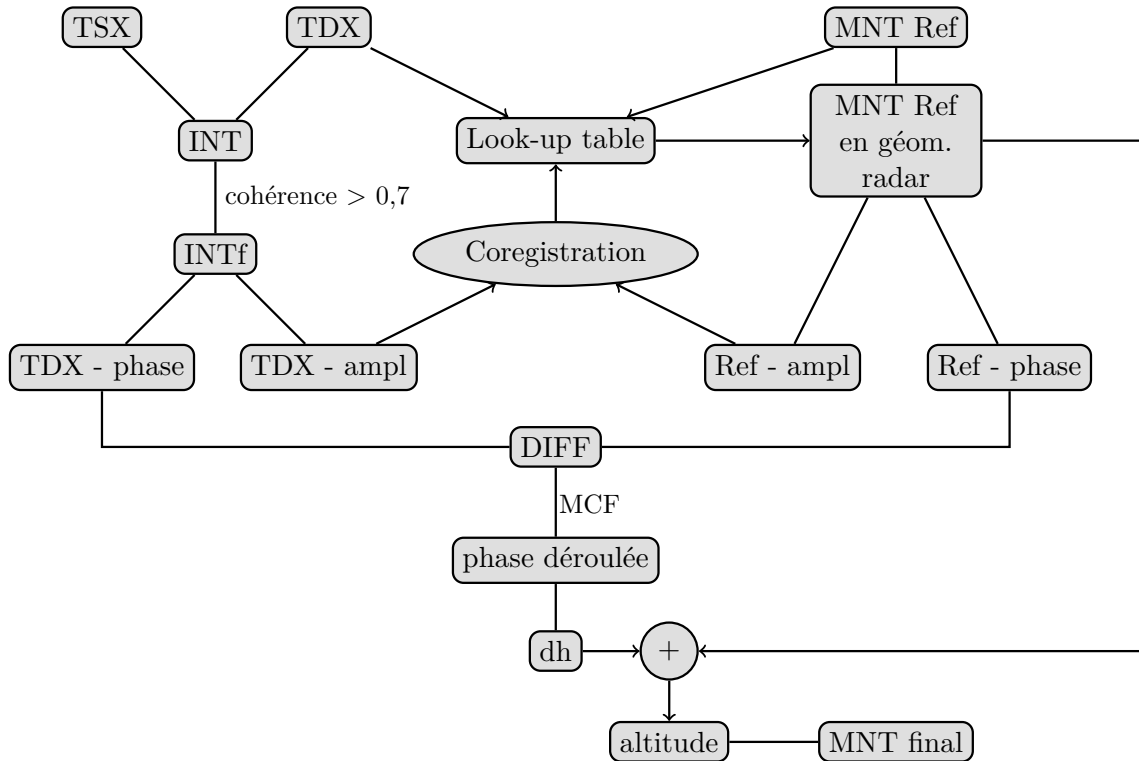 TSX
TDX
MNT Ref
INT
Look-up table
MNT Ref
en géom.
radar
cohérence > 0,7
INTf
Coregistration
TDX - phase
TDX - ampl
Ref - ampl
Ref - phase
DIFF
MCF
phase déroulée
dh
+
altitude
MNT final